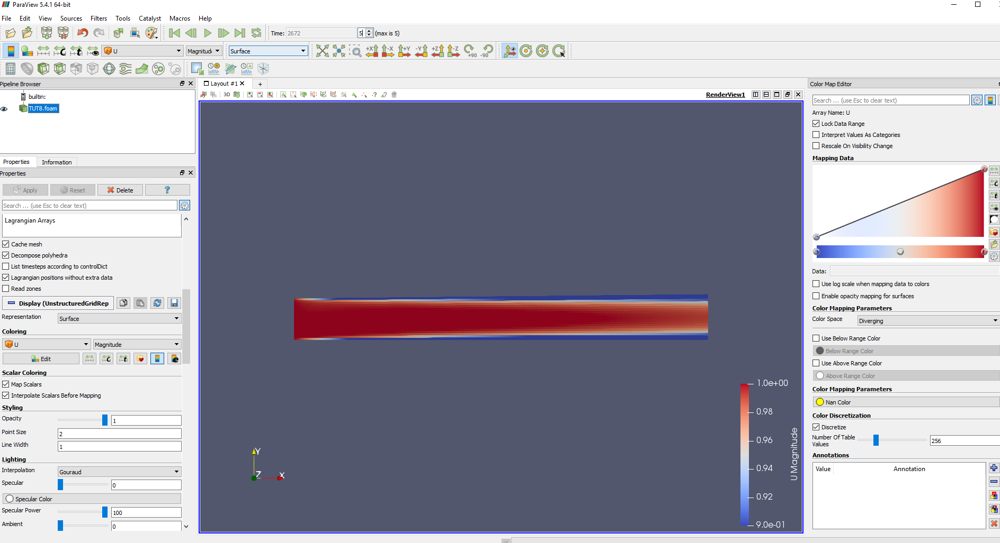 ParaView 5.4.1 64-bit
File Edit View Sources Filters Tools Catalyst Macros Help
Time: 2672 5 (max is 5)
U Magnitude Surface +X -X +Y -Y +Z -Z +90 -90
Pipeline Browser
builtin:
TUT8.foam
Properties Information
Properties
Apply Reset Delete ?
Search ... (use Esc to clear text)
Lagrangian Arrays
Cache mesh
Decompose polyhedra
List timesteps according to controlDict
Lagrangian positions without extra data
Read zones
Display (UnstructuredGridRep
Representation Surface
Coloring
U Magnitude
Edit
Scalar Coloring
Map Scalars
Interpolate Scalars Before Mapping
Styling
Opacity 1
Point Size 2
Line Width 1
Lighting
Interpolation Gouraud
Specular 0
Specular Color
Specular Power 100
Ambient 0
Layout #1 +
3D RenderView1
Y
Z X
1.0e+00
0.98
0.96
0.94
0.92
9.0e-01
U Magnitude
Color Map Editor
Search ... (use Esc to clear text)
Array Name: U
Lock Data Range
Interpret Values As Categories
Rescale On Visibility Change
Mapping Data
Data:
Use log scale when mapping data to colors
Enable opacity mapping for surfaces
Color Mapping Parameters
Color Space Diverging
Use Below Range Color
Below Range Color
Use Above Range Color
Above Range Color
Color Mapping Parameters
Nan Color
Color Discretization
Discretize
Number Of Table
Values 256
Annotations
Value Annotation